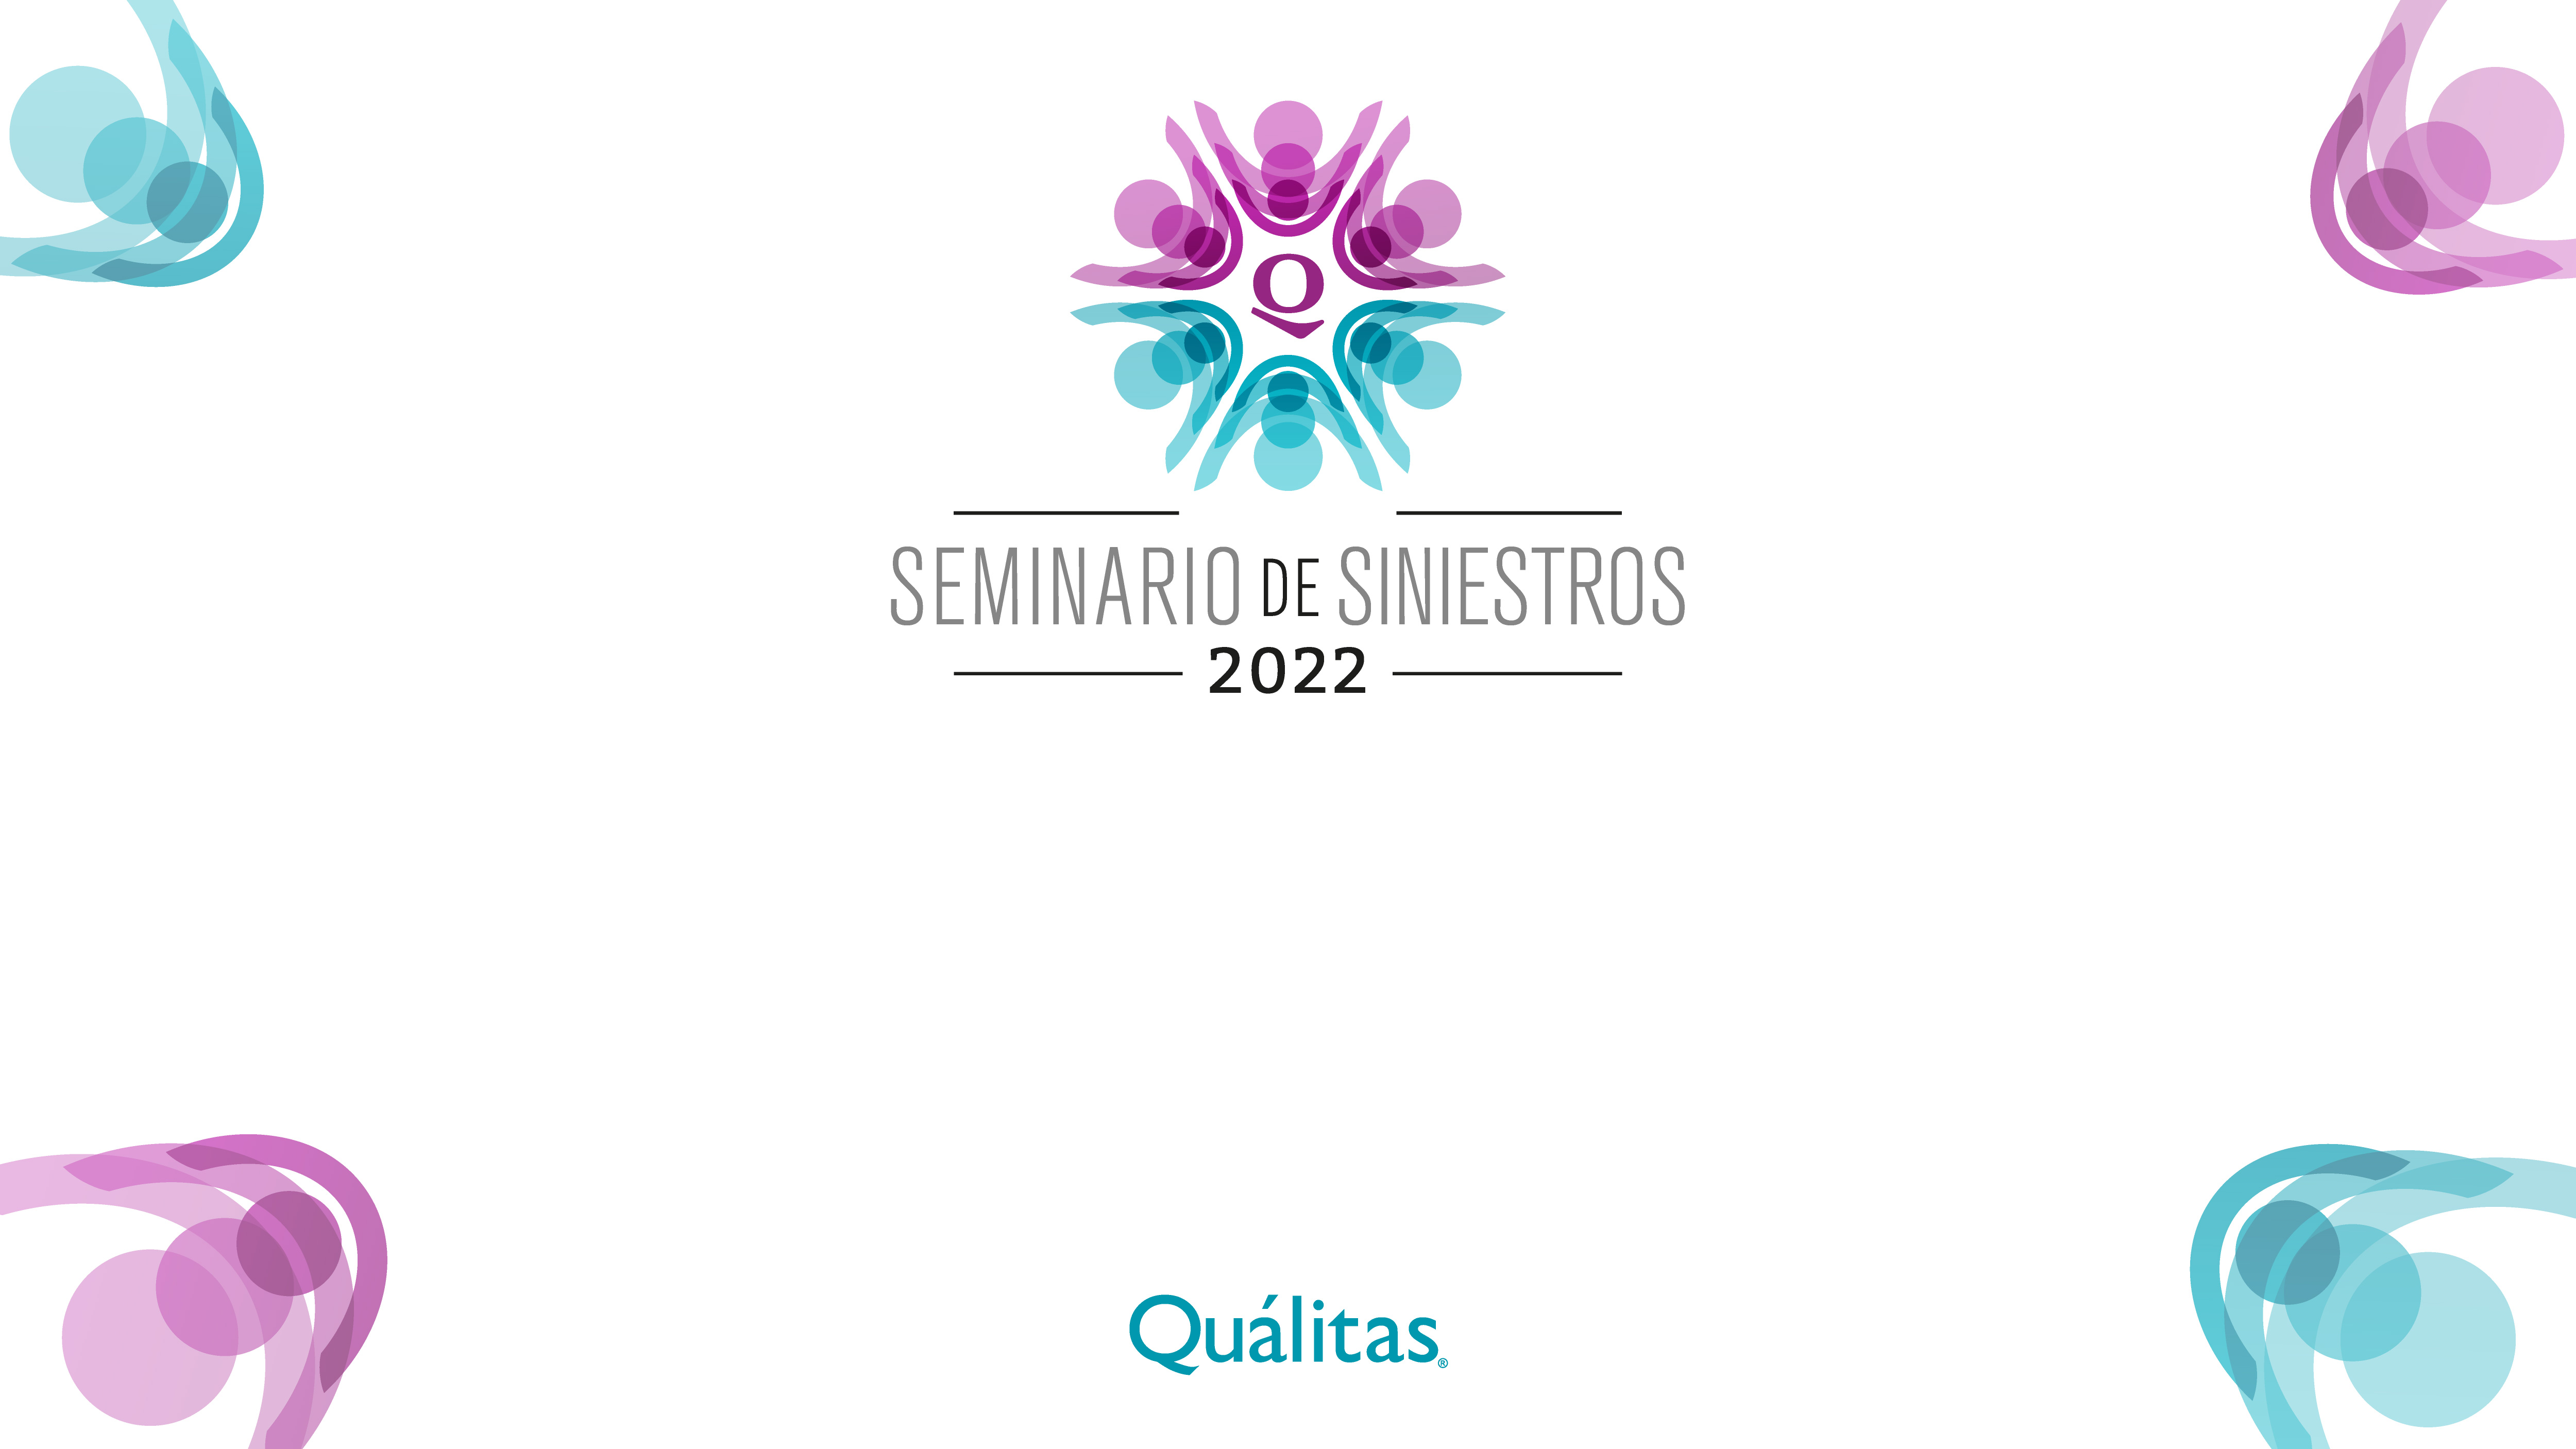 Q
SEMINARIO DE SINIESTROS
2022
Quálitas®